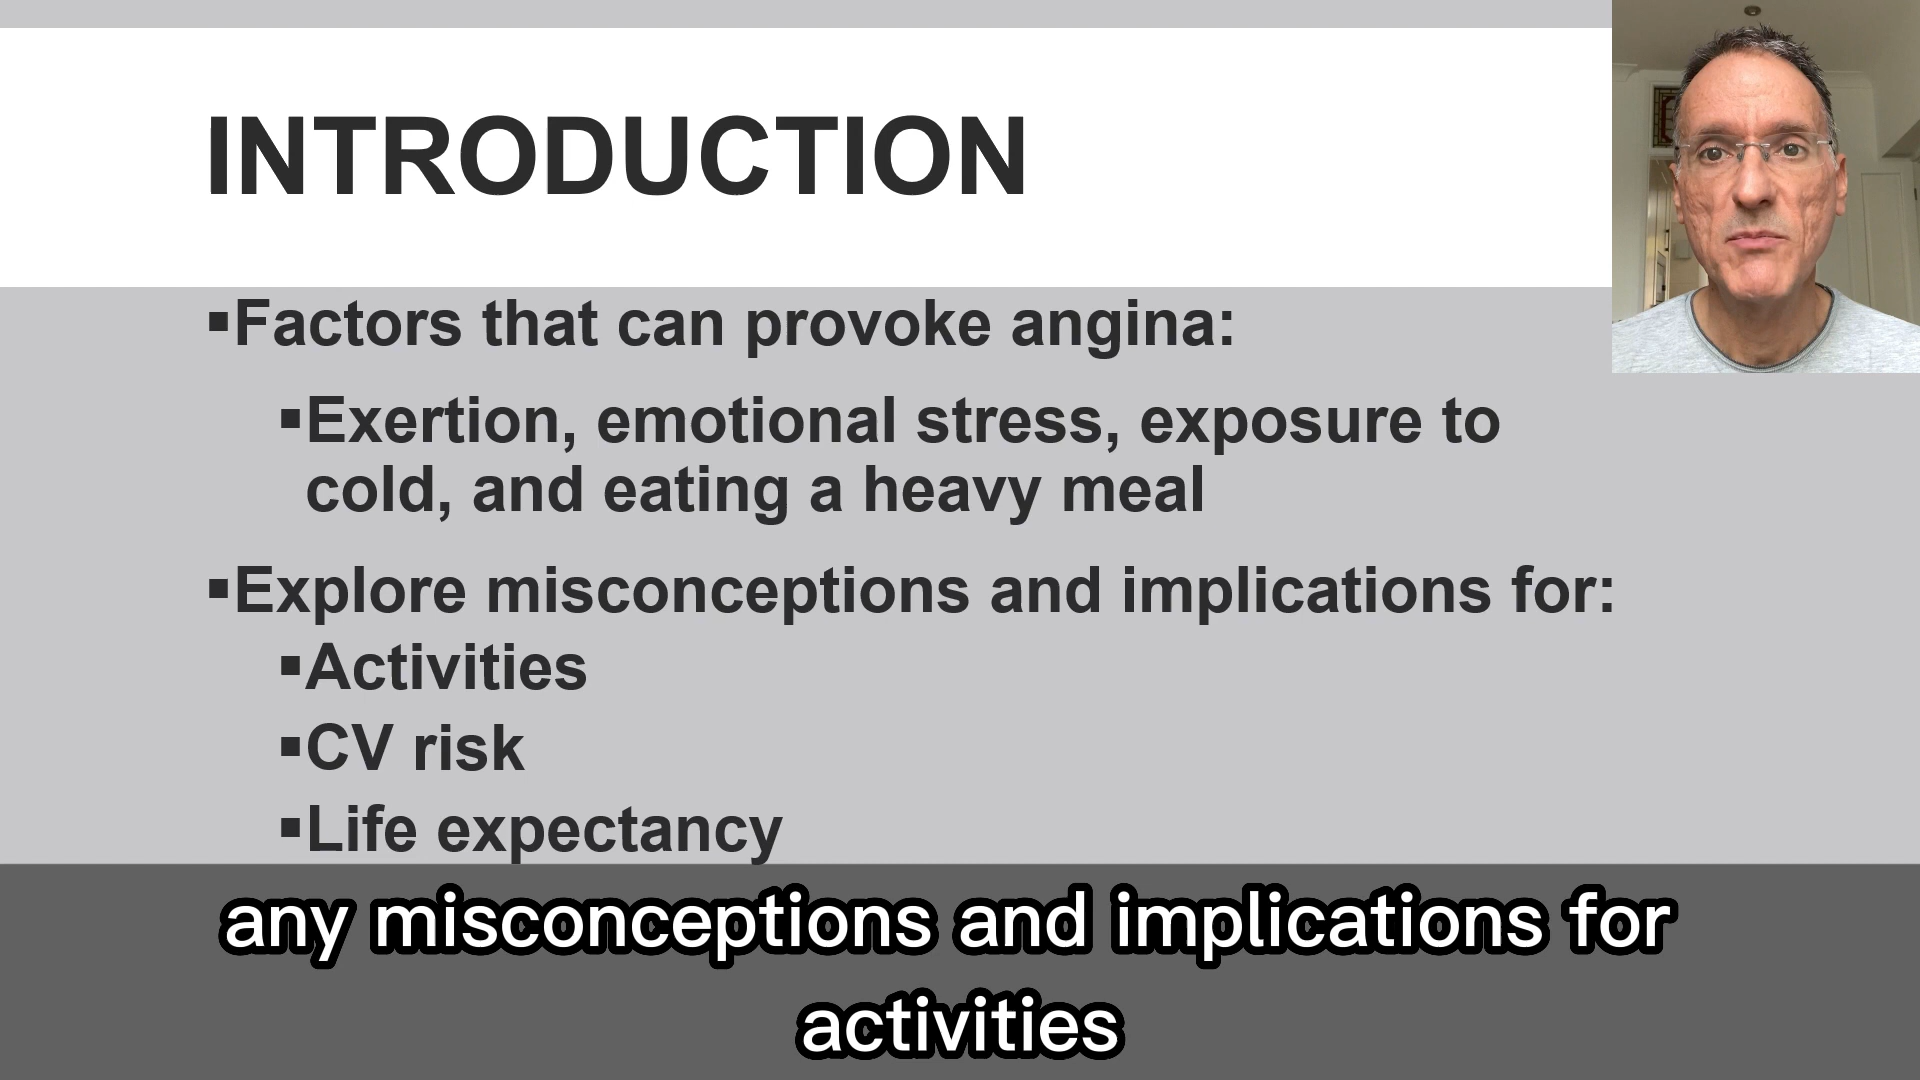 INTRODUCTION
▪Factors that can provoke angina:
▪Exertion, emotional stress, exposure to
cold, and eating a heavy meal
▪Explore misconceptions and implications for:
▪Activities
▪CV risk
▪Life expectancy
any misconceptions and implications for
activities